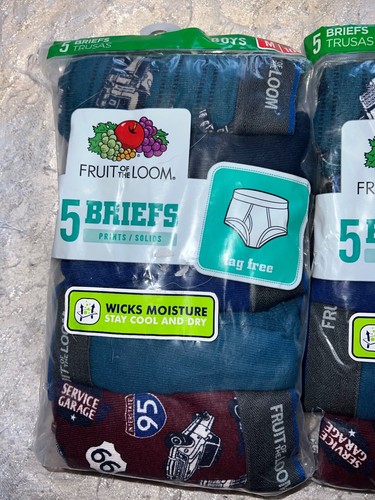 5 BRIEFS
TRUSAS
BOYS
M
FRUIT OF THE LOOM
FRUIT OF THE LOOM®
5 BRIEFS
PRINTS / SOLIDS
tag free
WICKS MOISTURE
STAY COOL AND DRY
FRUIT OF THE LOOM
SERVICE
GARAGE
INTERSTATE
95
66
FRUIT OF THE LOOM
5 BRIEFS
TRUSAS
FRUIT
5
FRU
SERVICE
GARAGE